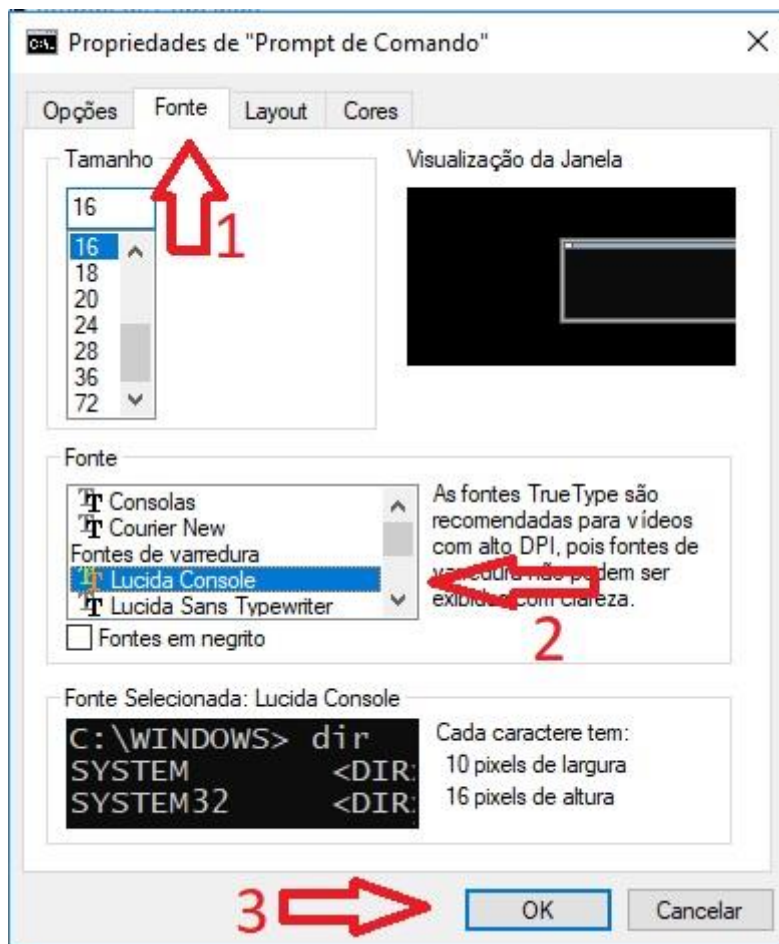 Propriedades de "Prompt de Comando"
Opções Fonte Layout Cores
Tamanho
16
16
18
20
24
28
36
72
1
Visualização da Janela
Fonte
Consolas
Courier New
Fontes de varredura
Lucida Console
Lucida Sans Typewriter
Fontes em negrito
As fontes TrueType são
recomendadas para vídeos
com alto DPI, pois fontes de
varredura não podem ser
exibidas com clareza.
2
Fonte Selecionada: Lucida Console
C:\WINDOWS> dir
SYSTEM <DIR
SYSTEM32 <DIR
Cada caractere tem:
10 pixels de largura
16 pixels de altura
3
OK Cancelar